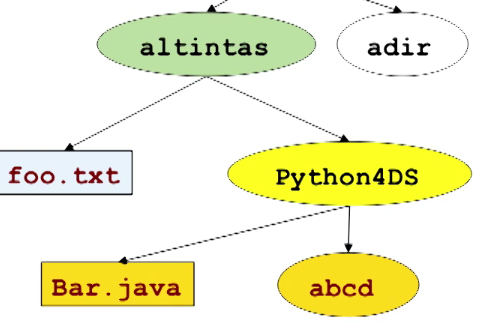 altintas
adir
foo.txt
Python4DS
Bar.java
abcd